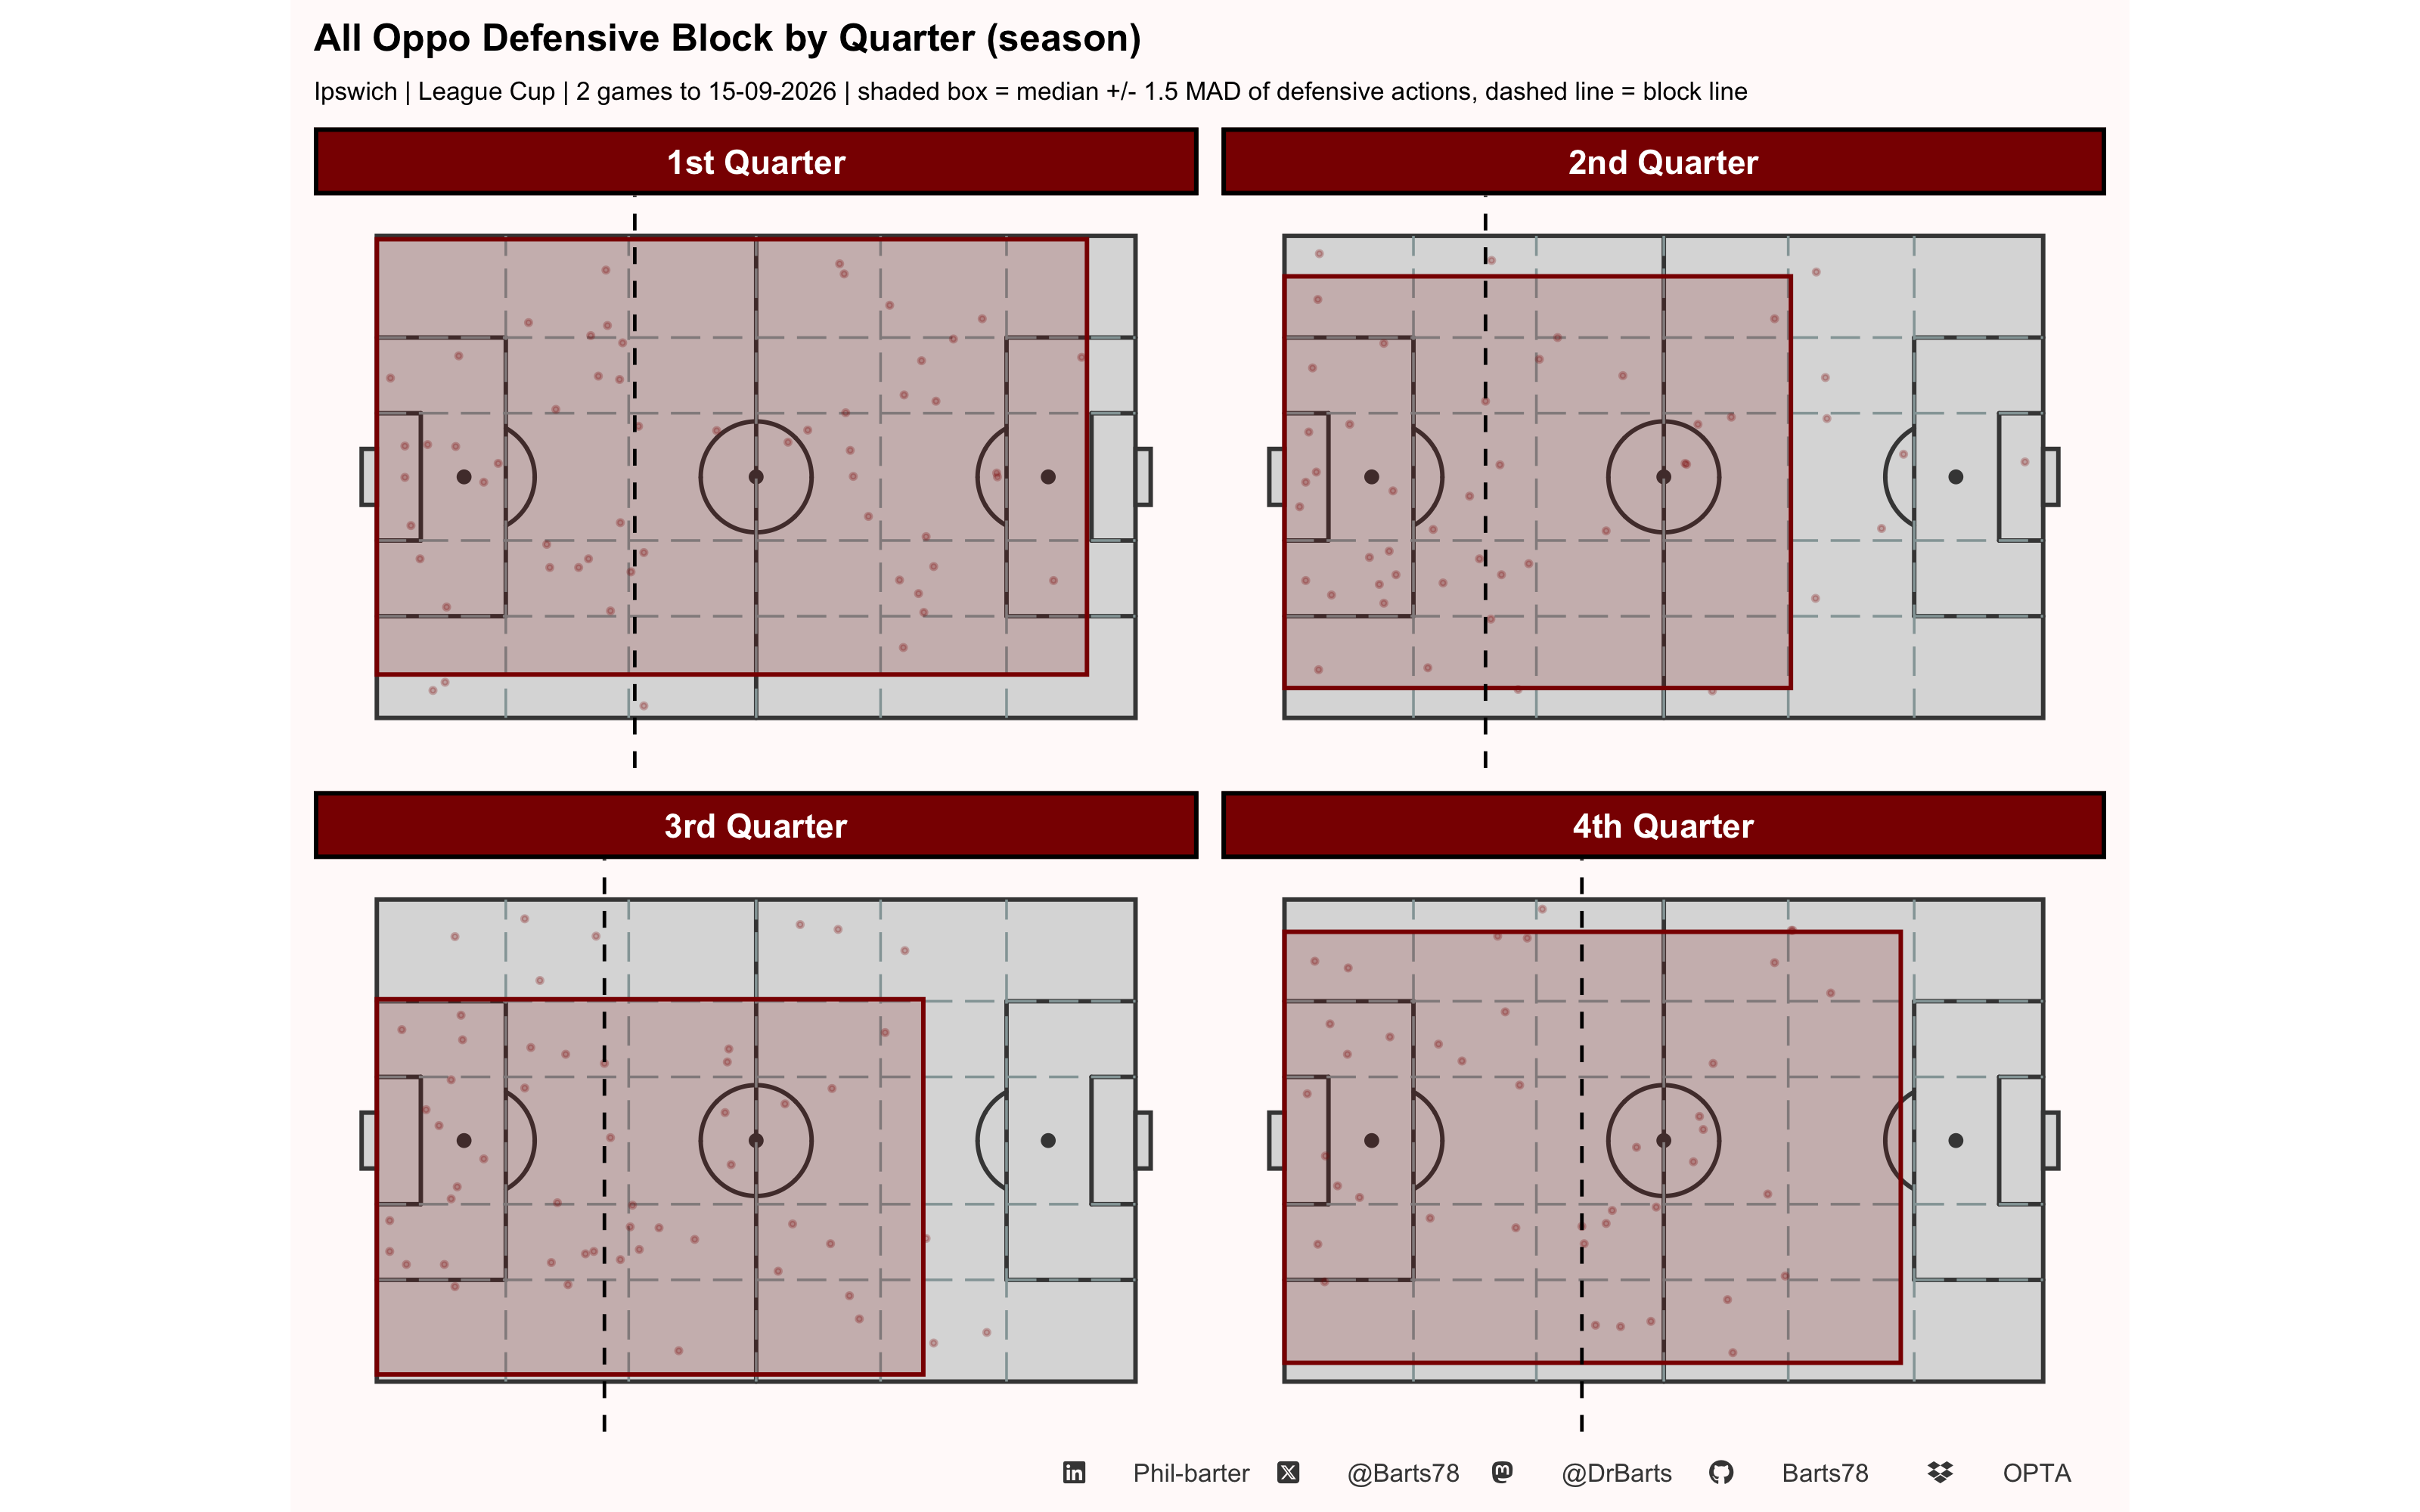 All Oppo Defensive Block by Quarter (season)
Ipswich | League Cup | 2 games to 15-09-2026 | shaded box = median +/- 1.5 MAD of defensive actions, dashed line = block line
1st Quarter
2nd Quarter
3rd Quarter
4th Quarter
Phil-barter @Barts78 @DrBarts Barts78 OPTA